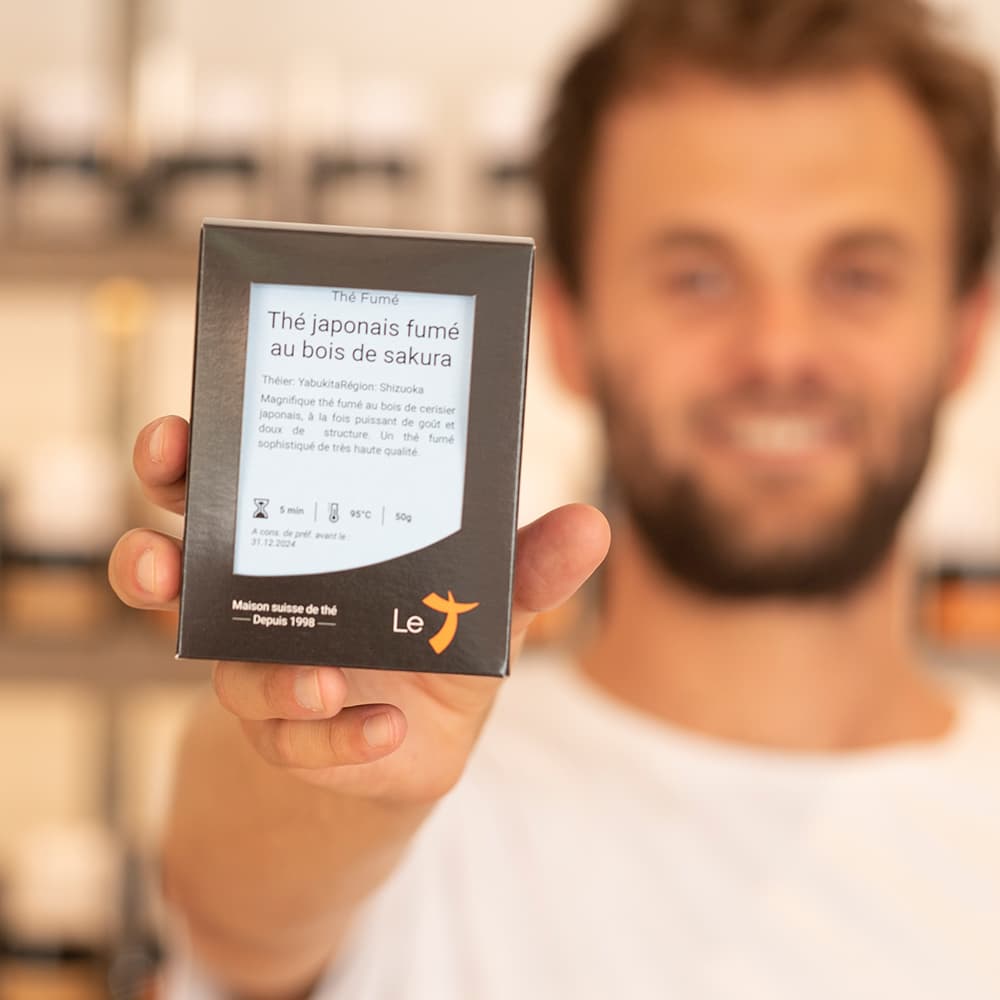 Thé Fumé
Thé japonais fumé
au bois de sakura
Théier: YabukitaRégion: Shizuoka
Magnifique thé fumé au bois de cerisier
japonais, à la fois puissant de goût et
doux de structure. Un thé fumé
sophistiqué de très haute qualité.
5 min | 95°C | 50g
A cons. de préf. avant le
31.12.2024
Maison suisse de thé
Depuis 1998
Le T